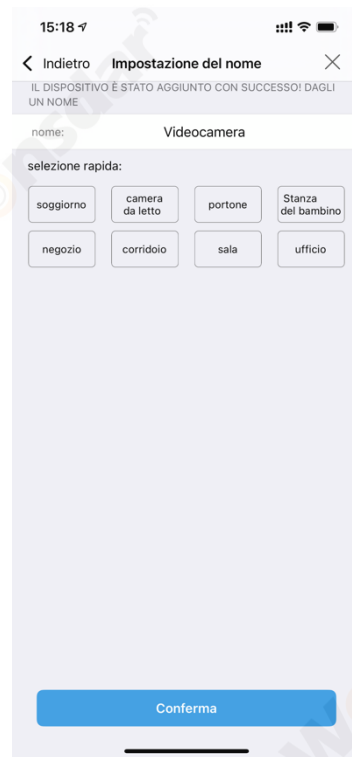 15:18
Indietro Impostazione del nome
IL DISPOSITIVO È STATO AGGIUNTO CON SUCCESSO! DAGLI
UN NOME
nome: Videocamera
selezione rapida:
soggiorno
camera
da letto
portone
Stanza
del bambino
negozio
corridoio
sala
ufficio
Conferma